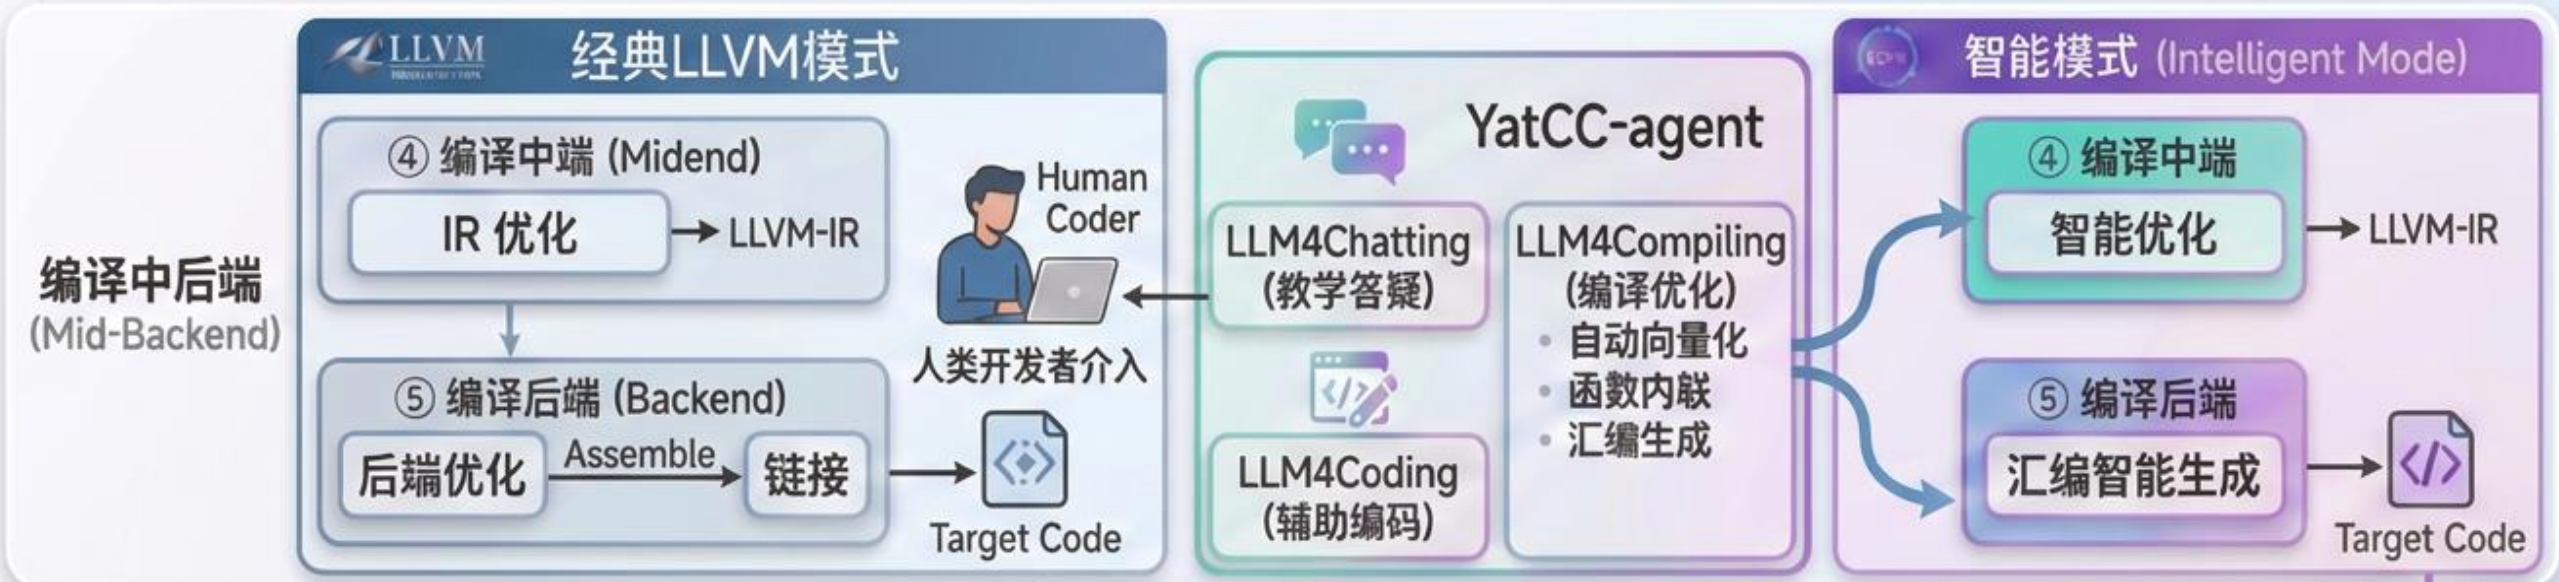 编译中后端
(Mid-Backend)
LLVM
经典LLVM模式
④ 编译中端 (Midend)
IR 优化
LLVM-IR
⑤ 编译后端 (Backend)
后端优化
Assemble
链接
Human
Coder
人类开发者介入
Target Code
YatCC-agent
LLM4Chatting
(教学答疑)
LLM4Coding
(辅助编码)
LLM4Compiling
(编译优化)
• 自动向量化
• 函数内联
• 汇编生成
智能模式 (Intelligent Mode)
④ 编译中端
智能优化
LLVM-IR
⑤ 编译后端
汇编智能生成
Target Code